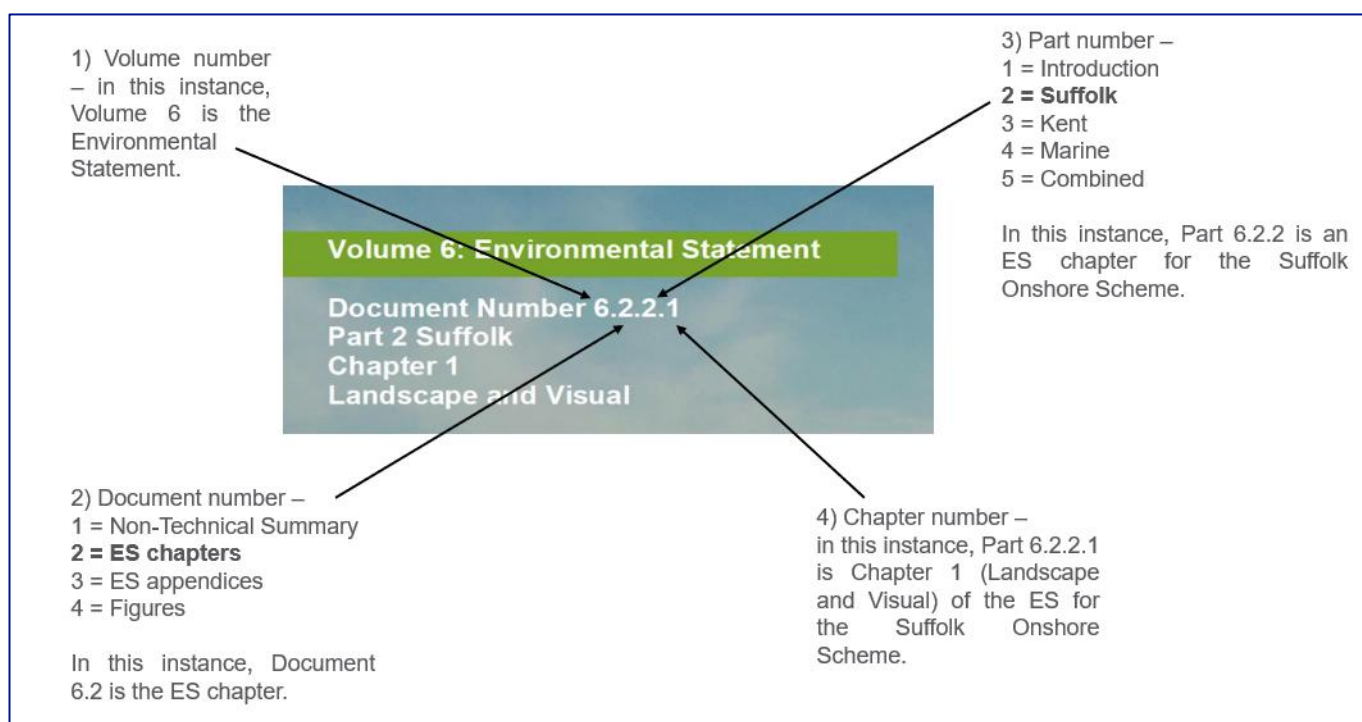 1) Volume number
– in this instance,
Volume 6 is the
Environmental
Statement.
3) Part number –
1 = Introduction
2 = Suffolk
3 = Kent
4 = Marine
5 = Combined
In this instance, Part 6.2.2 is an
ES chapter for the Suffolk
Onshore Scheme.
Volume 6: Environmental Statement
Document Number 6.2.2.1
Part 2 Suffolk
Chapter 1
Landscape and Visual
2) Document number –
1 = Non-Technical Summary
2 = ES chapters
3 = ES appendices
4 = Figures
In this instance, Document
6.2 is the ES chapter.
4) Chapter number –
in this instance, Part 6.2.2.1
is Chapter 1 (Landscape
and Visual) of the ES for
the Suffolk Onshore
Scheme.